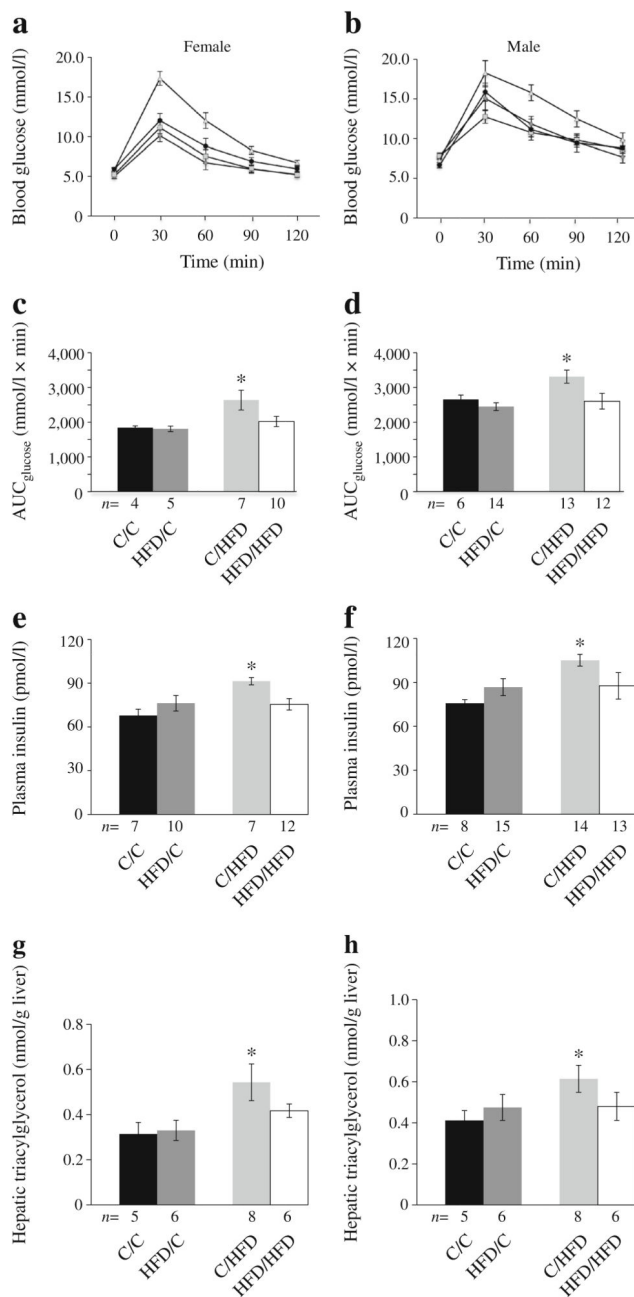 a
Female
Blood glucose (mmol/l)
20.0
15.0
10.0
5.0
0
0 30 60 90 120
Time (min)
b
Male
Blood glucose (mmol/l)
20.0
15.0
10.0
5.0
0
0 30 60 90 120
Time (min)
c
AUCglucose (mmol/l × min)
4,000
3,000
2,000
1,000
0
*
n= 4 5 7 10
C/C HFD/C C/HFD HFD/HFD
d
AUCglucose (mmol/l × min)
4,000
3,000
2,000
1,000
0
*
n= 6 14 13 12
C/C HFD/C C/HFD HFD/HFD
e
Plasma insulin (pmol/l)
120
90
60
30
0
*
n= 7 10 7 12
C/C HFD/C C/HFD HFD/HFD
f
Plasma insulin (pmol/l)
120
90
60
30
0
*
n= 8 15 14 13
C/C HFD/C C/HFD HFD/HFD
g
Hepatic triacylglycerol (nmol/g liver)
0.8
0.6
0.4
0.2
0
*
n= 5 6 8 6
C/C HFD/C C/HFD HFD/HFD
h
Hepatic triacylglycerol (nmol/g liver)
1.0
0.8
0.6
0.4
0.2
0
*
n= 5 6 8 6
C/C HFD/C C/HFD HFD/HFD